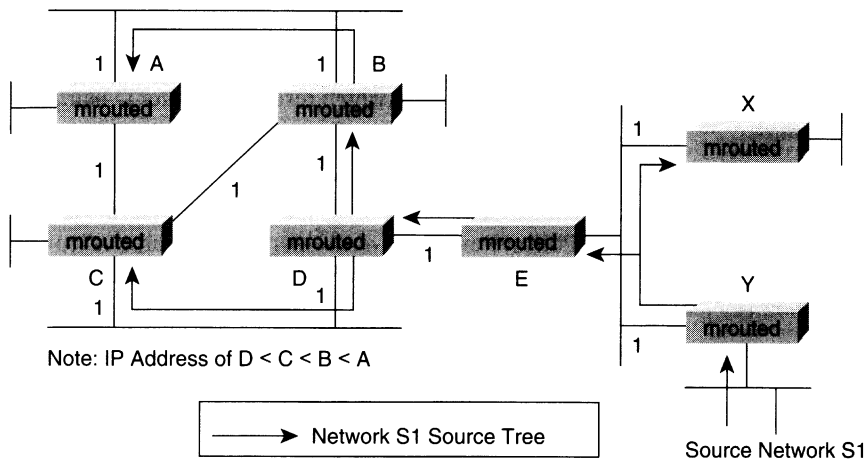 1 A 1 B
mrouted mrouted
X
1
mrouted
1 1 1
mrouted mrouted mrouted
C D 1 E
1 1
Y
mrouted
1
Note: IP Address of D < C < B < A
Network S1 Source Tree
Source Network S1